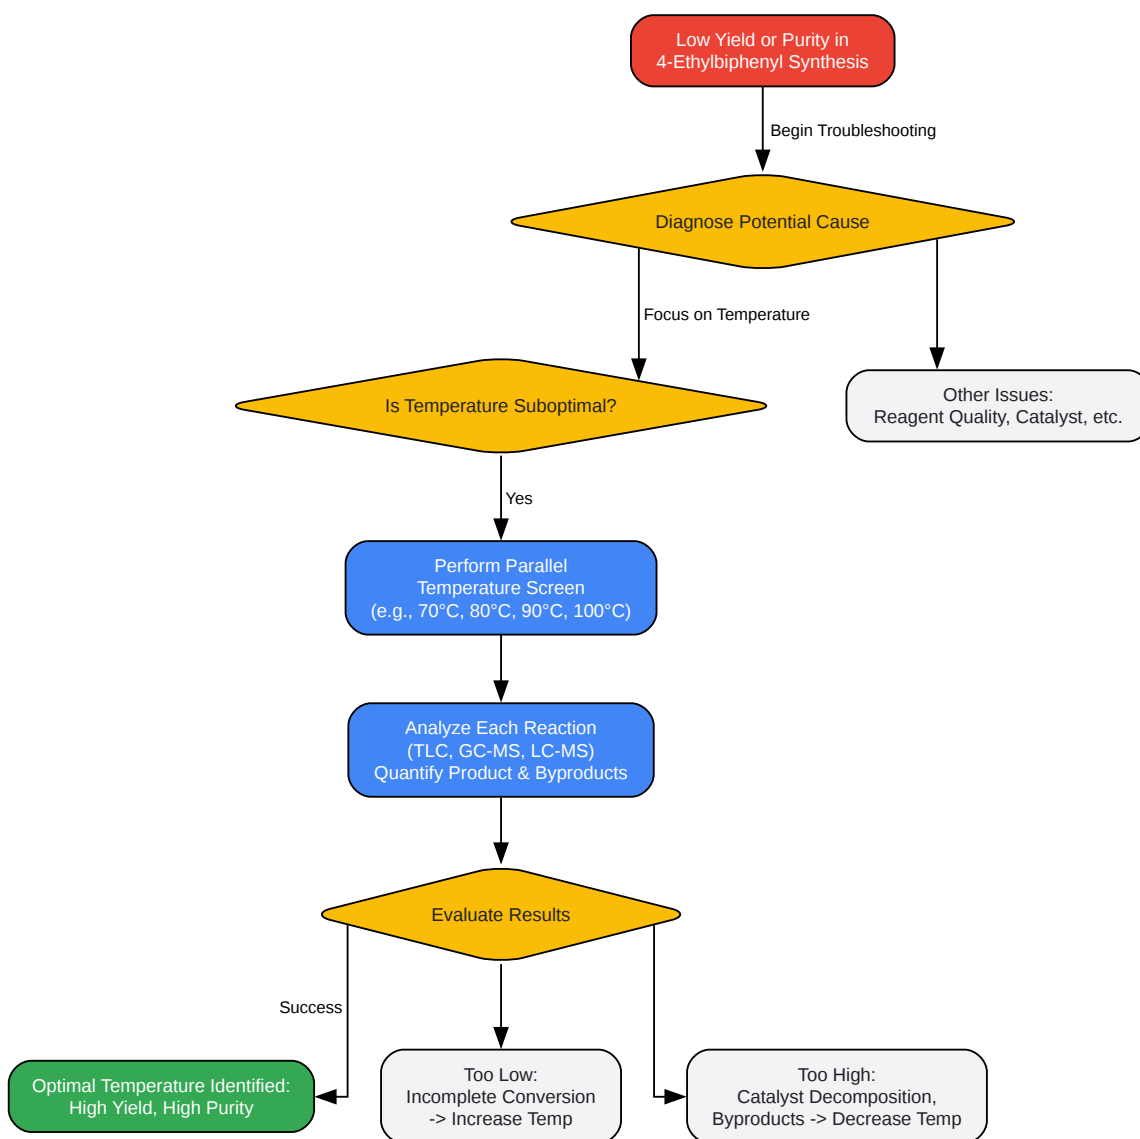 Low Yield or Purity in
4-Ethylbiphenyl Synthesis
Begin Troubleshooting
Diagnose Potential Cause
Focus on Temperature
Is Temperature Suboptimal?
Other Issues:
Reagent Quality, Catalyst, etc.
Yes
Perform Parallel
Temperature Screen
(e.g., 70°C, 80°C, 90°C, 100°C)
Analyze Each Reaction
(TLC, GC-MS, LC-MS)
Quantify Product & Byproducts
Evaluate Results
Success
Optimal Temperature Identified:
High Yield, High Purity
Too Low:
Incomplete Conversion
-> Increase Temp
Too High:
Catalyst Decomposition,
Byproducts -> Decrease Temp